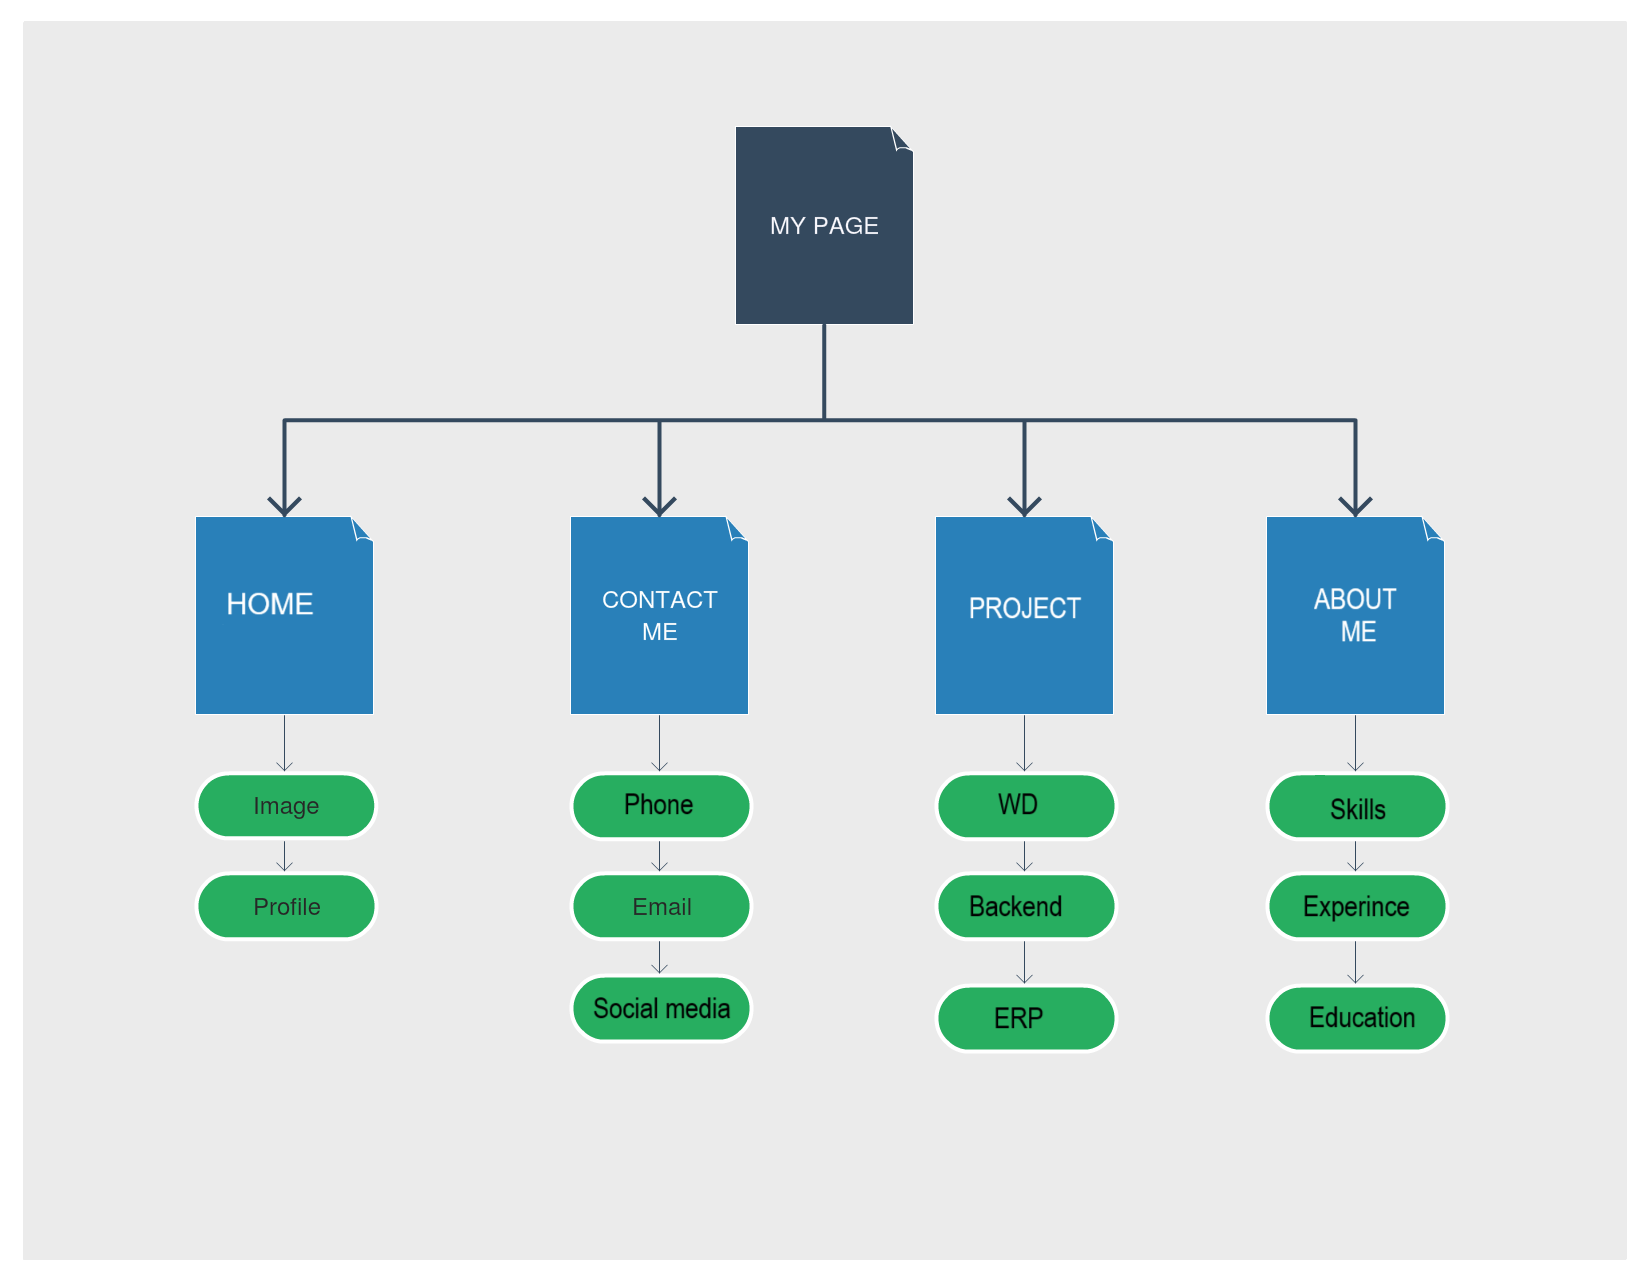 MY PAGE
HOME
CONTACT
ME
PROJECT
ABOUT
ME
Image
Phone
WD
Skills
Profile
Email
Backend
Experince
Social media
ERP
Education